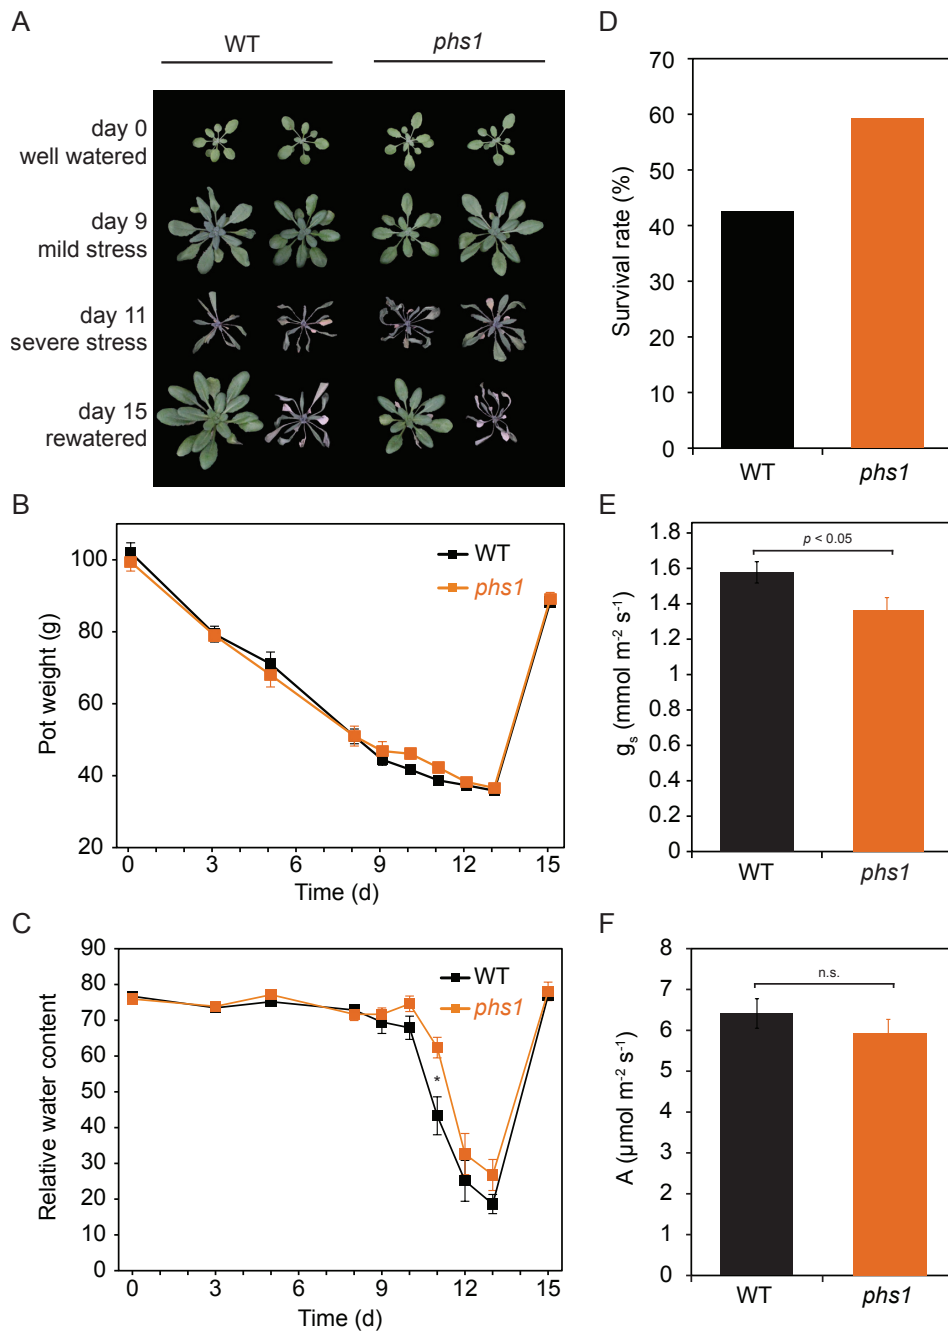 A
WT
phs1
day 0
well watered
day 9
mild stress
day 11
severe stress
day 15
rewatered
B
Pot weight (g)
100
80
60
40
20
WT
phs1
0
3
6
9
12
15
Time (d)
C
Relative water content
90
80
70
60
50
40
30
20
10
0
WT
phs1
*
0
3
6
9
12
15
Time (d)
D
Survival rate (%)
70
60
50
40
30
20
10
0
WT
phs1
E
gs (mmol m-2 s-1)
1.8
1.6
1.4
1.2
1
0.8
0.6
0.4
0.2
0
p < 0.05
WT
phs1
F
A (µmol m-2 s-1)
8
7
6
5
4
3
2
1
0
n.s.
WT
phs1